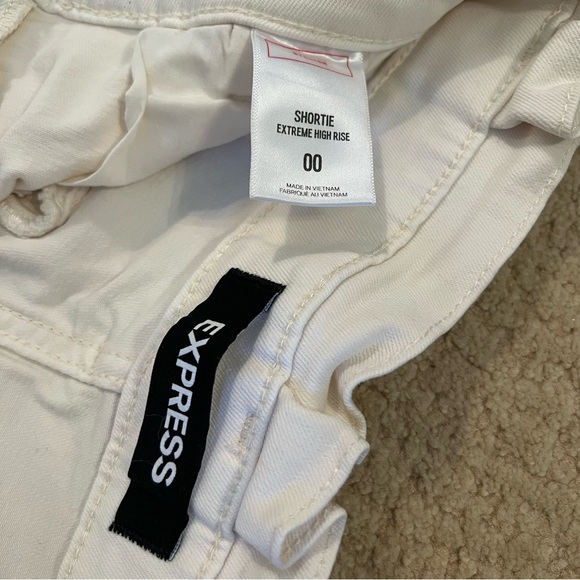 SHORTIE
EXTREME HIGH RISE
00
MADE IN VIETNAM
FABRIQUÉ AU VIETNAM
EXPRESS